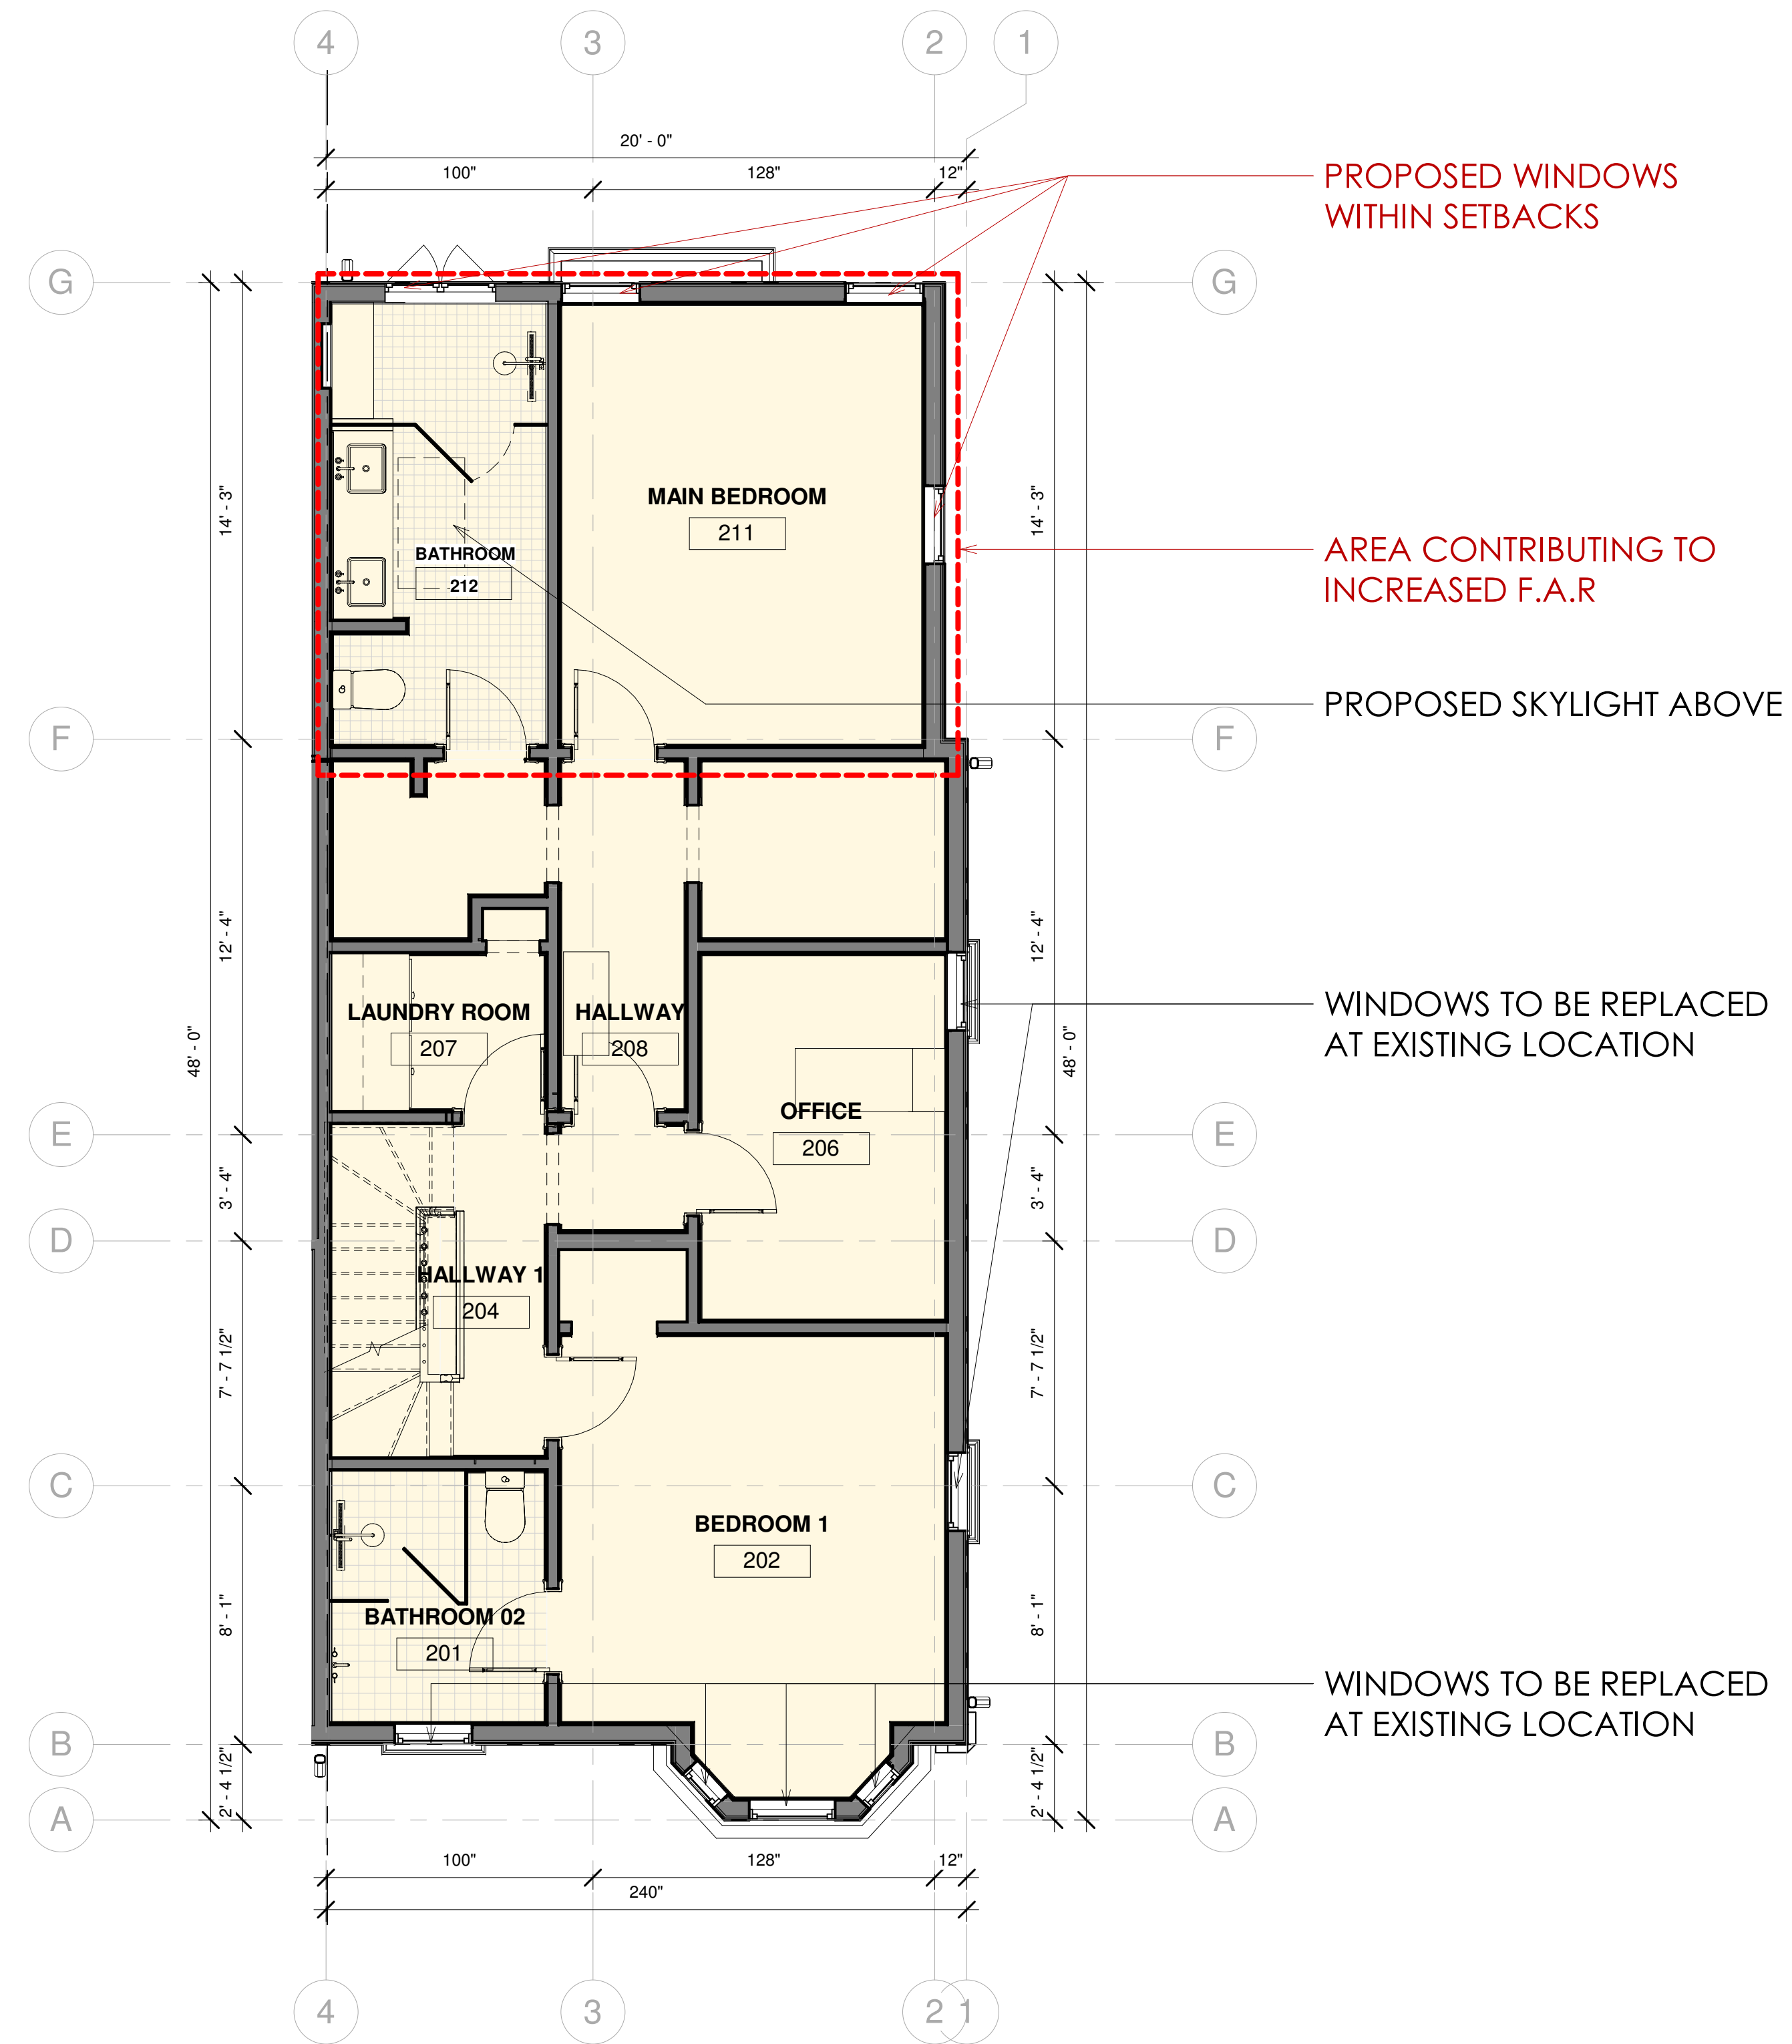 4
3
2
1
20' - 0"
100"
128"
12"
PROPOSED WINDOWS
WITHIN SETBACKS
G
G
14' - 3"
MAIN BEDROOM
211
14' - 3"
BATHROOM
212
AREA CONTRIBUTING TO
INCREASED F.A.R
PROPOSED SKYLIGHT ABOVE
F
F
12' - 4"
12' - 4"
LAUNDRY ROOM
207
HALLWAY
208
WINDOWS TO BE REPLACED
AT EXISTING LOCATION
48' - 0"
48' - 0"
OFFICE
206
E
E
3' - 4"
3' - 4"
D
D
HALLWAY 1
204
7' - 7 1/2"
7' - 7 1/2"
C
C
BEDROOM 1
202
8' - 1"
8' - 1"
BATHROOM 02
201
WINDOWS TO BE REPLACED
AT EXISTING LOCATION
B
B
2' - 4 1/2"
2' - 4 1/2"
A
A
100"
128"
12"
240"
4
3
2
1